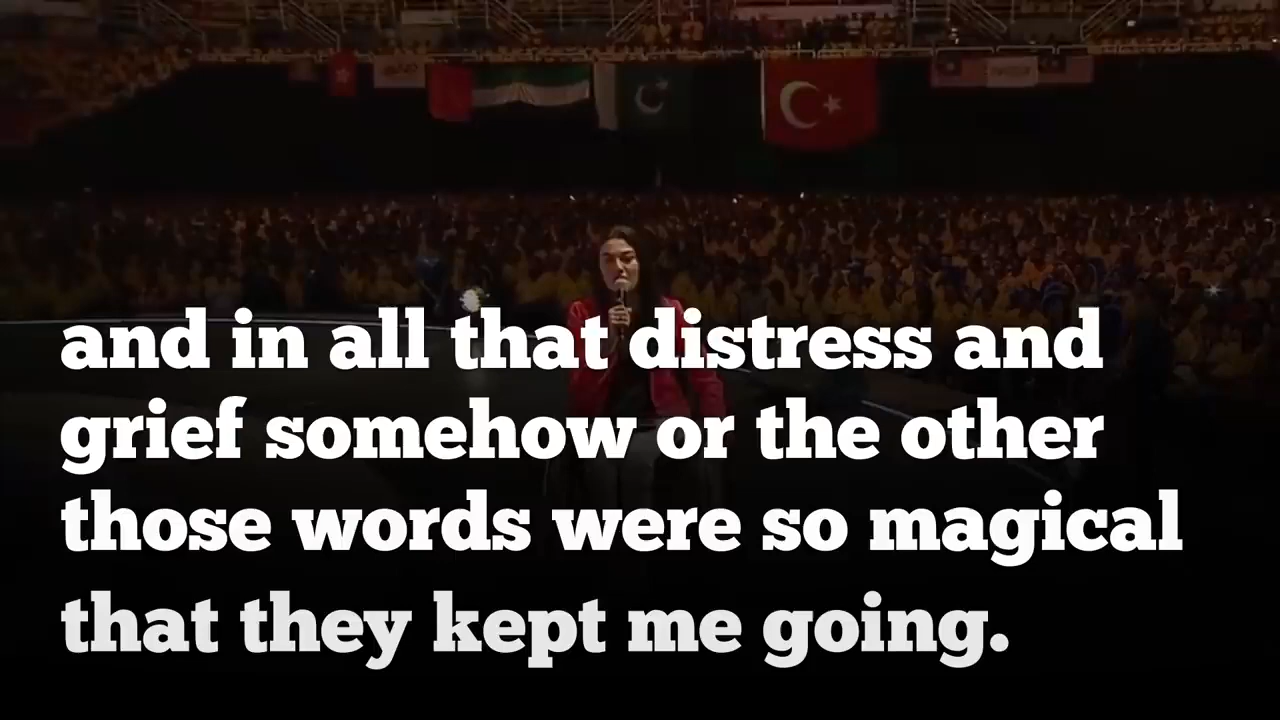 and in all that distress and
grief somehow or the other
those words were so magical
that they kept me going.